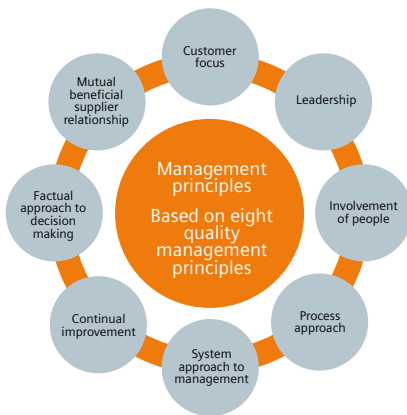 Customer
focus
Leadership
Involvement
of people
Process
approach
System
approach to
management
Continual
improvement
Factual
approach to
decision
making
Mutual
beneficial
supplier
relationship
Management
principles
Based on eight
quality
management
principles